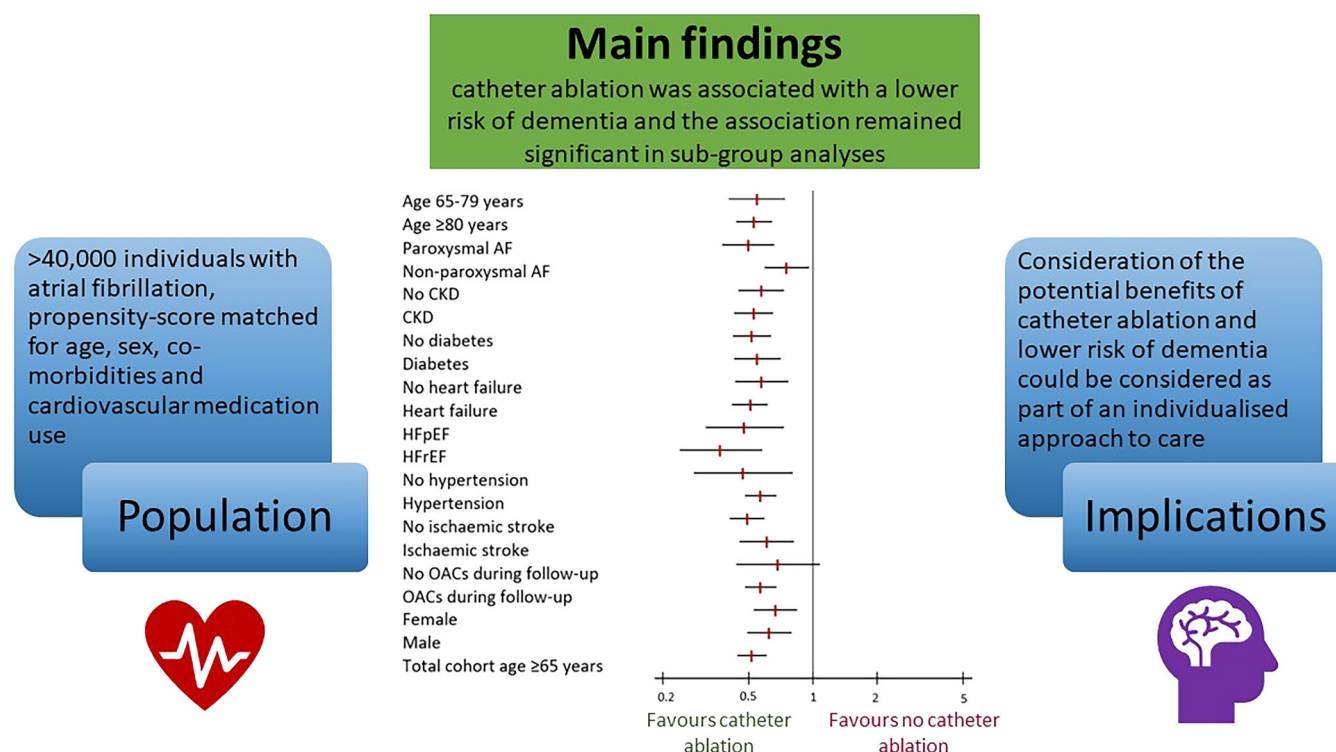 Main findings
catheter ablation was associated with a lower
risk of dementia and the association remained
significant in sub-group analyses
>40,000 individuals with
atrial fibrillation,
propensity-score matched
for age, sex, co-
morbidities and
cardiovascular medication
use
Population
Age 65-79 years
Age ≥80 years
Paroxysmal AF
Non-paroxysmal AF
No CKD
CKD
No diabetes
Diabetes
No heart failure
Heart failure
HFpEF
HFrEF
No hypertension
Hypertension
No ischaemic stroke
Ischaemic stroke
No OACs during follow-up
OACs during follow-up
Female
Male
Total cohort age ≥65 years
0.2 0.5 1 2 5
Favours catheter
ablation
Favours no catheter
ablation
Consideration of the
potential benefits of
catheter ablation and
lower risk of dementia
could be considered as
part of an individualised
approach to care
Implications